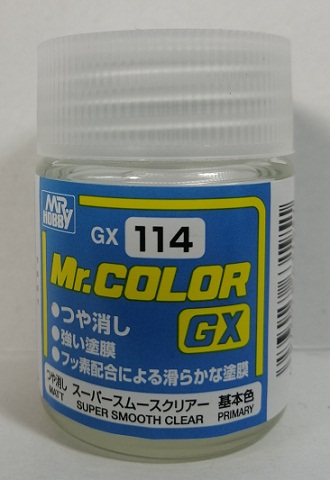 MR
HOBBY
GX 114
Mr.COLOR
GX
●つや消し
●強い塗膜
●フッ素配合による滑らかな塗膜
つや消し スーパースムースクリアー 基本色
MATT SUPER SMOOTH CLEAR PRIMARY